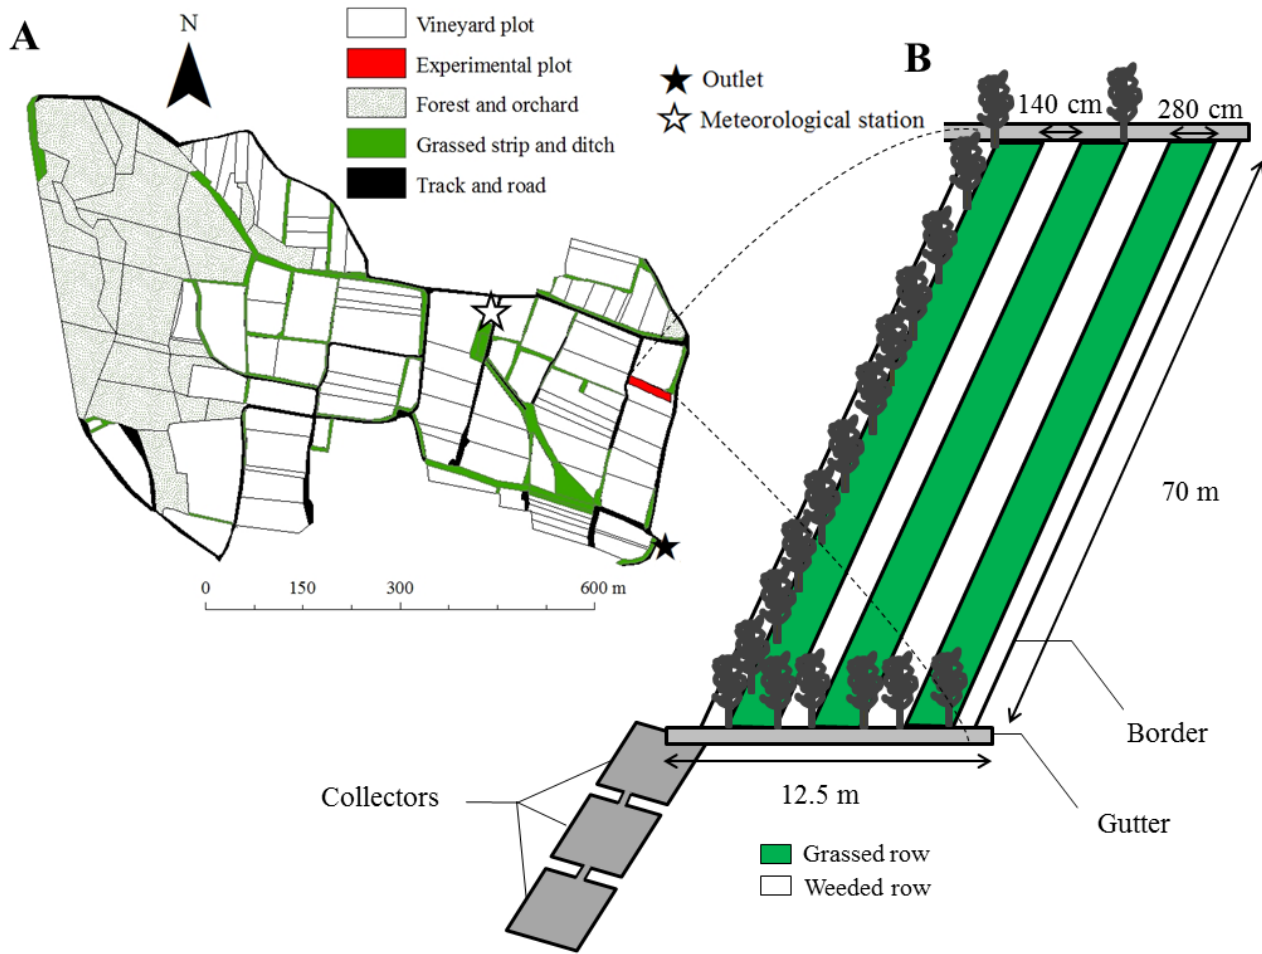 A
N
Vineyard plot
Experimental plot
Forest and orchard
Grassed strip and ditch
Track and road
Outlet
Meteorological station
0 150 300 600 m
B
140 cm
280 cm
70 m
Border
Gutter
12.5 m
Collectors
Grassed row
Weeded row